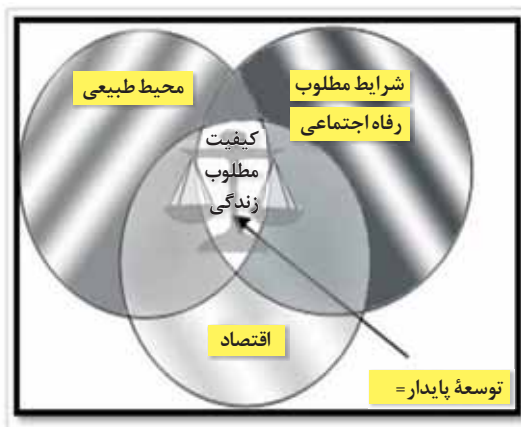 شرایط مطلوب
رفاه اجتماعی
محیط طبیعی
کیفیت
مطلوب
زندگی
اقتصاد
توسعهٔ پایدار=